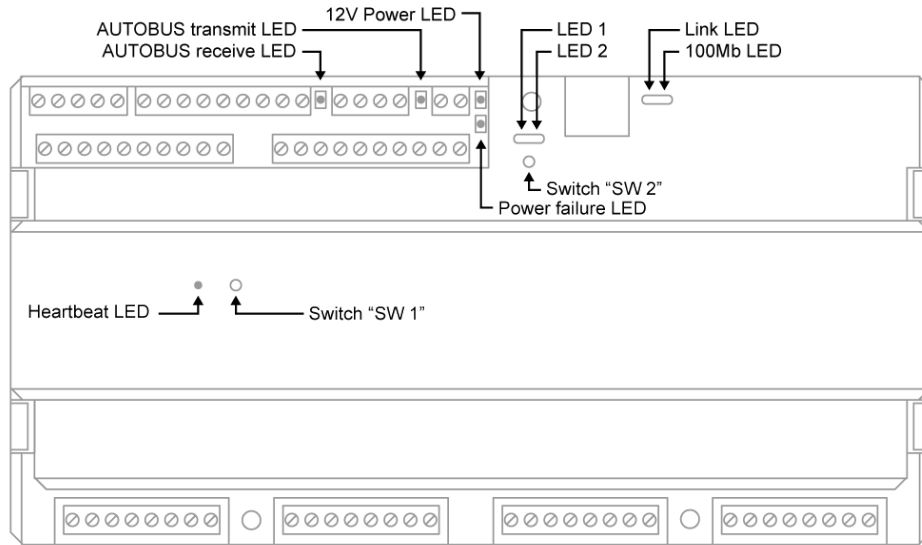 12V Power LED
AUTOBUS transmit LED
LED 1
Link LED
AUTOBUS receive LED
LED 2
100Mb LED
Switch “SW 2”
Power failure LED
Heartbeat LED
Switch “SW 1”